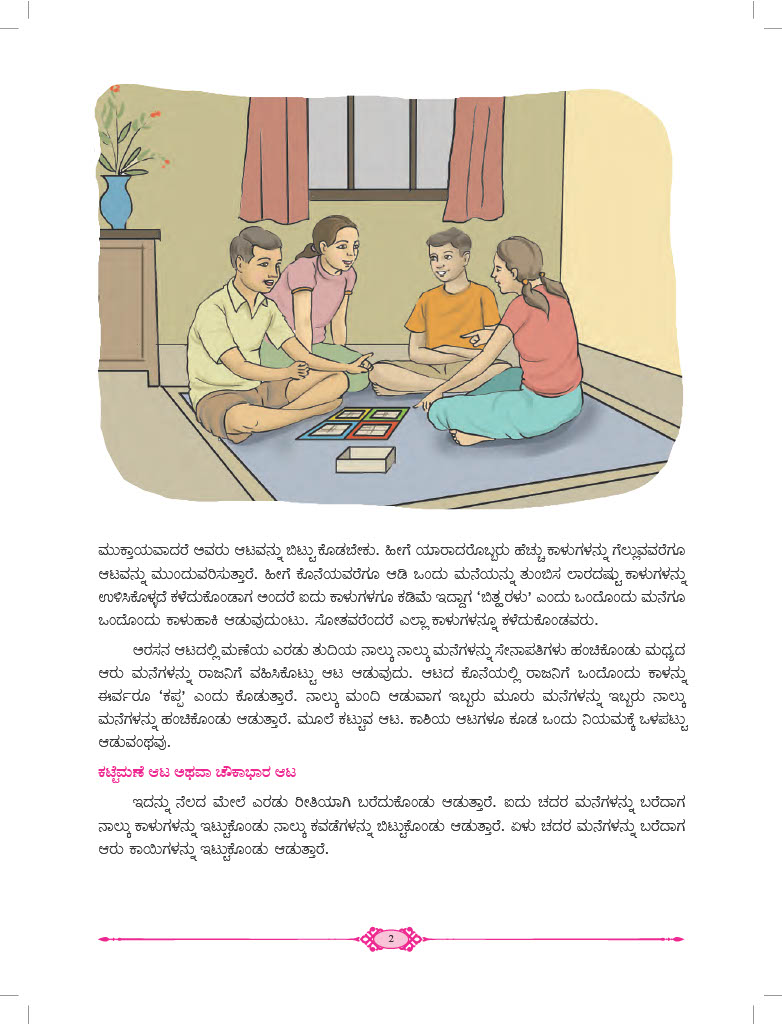 ಮುಕ್ತಾಯವಾದರೆ ಅವರು ಆಟವನ್ನು ಬಿಟ್ಟುಕೊಡಬೇಕು. ಹೀಗೆ ಯಾರಾದರೊಬ್ಬರು ಹೆಚ್ಚು ಕಾಳುಗಳನ್ನು ಗೆಲ್ಲುವವರೆಗೂ
ಆಟವನ್ನು ಮುಂದುವರಿಸುತ್ತಾರೆ. ಹೀಗೆ ಕೊನೆಯವರೆಗೂ ಆಡಿ ಒಂದು ಮನೆಯನ್ನು ತುಂಬಿಸ ಲಾರದಷ್ಟು ಕಾಳುಗಳನ್ನು
ಉಳಿಸಿಕೊಳ್ಳದೆ ಕಳೆದುಕೊಂಡಾಗ ಅಂದರೆ ಐದು ಕಾಳುಗಳಗೂ ಕಡಿಮೆ ಇದ್ದಾಗ ‘ಬಿತ್ತ್ರರಳು’ ಎಂದು ಒಂದೊಂದು ಮನೆಗೂ
ಒಂದೊಂದು ಕಾಳುಹಾಕಿ ಆಡುವುದುಂಟು. ಸೋತವರೆಂದರೆ ಎಲ್ಲಾ ಕಾಳುಗಳನ್ನೂ ಕಳೆದುಕೊಂಡವರು.
ಅರಸನ ಆಟದಲ್ಲಿ ಮಣೆಯ ಎರಡು ತುದಿಯ ನಾಲ್ಕು ನಾಲ್ಕು ಮನೆಗಳನ್ನು ಸೇನಾಪತಿಗಳು ಹಂಚಿಕೊಂಡು ಮಧ್ಯದ
ಆರು ಮನೆಗಳನ್ನು ರಾಜನಿಗೆ ವಹಿಸಿಕೊಟ್ಟು ಆಟ ಆಡುವುದು. ಆಟದ ಕೊನೆಯಲ್ಲಿ ರಾಜನಿಗೆ ಒಂದೊಂದು ಕಾಳನ್ನು
ಈರ್ವರೂ ‘ಕಪ್ಪ’ ಎಂದು ಕೊಡುತ್ತಾರೆ. ನಾಲ್ಕು ಮಂದಿ ಆಡುವಾಗ ಇಬ್ಬರು ಮೂರು ಮನೆಗಳನ್ನು ಇಬ್ಬರು ನಾಲ್ಕು
ಮನೆಗಳನ್ನು ಹಂಚಿಕೊಂಡು ಆಡುತ್ತಾರೆ. ಮೂಲೆ ಕಟ್ಟುವ ಆಟ. ಕಾಶಿಯ ಆಟಗಳೂ ಕೂಡ ಒಂದು ನಿಯಮಕ್ಕೆ ಒಳಪಟ್ಟು
ಆಡುವಂಥವು.
ಕಟ್ಟೆಮಣೆ ಆಟ ಅಥವಾ ಚೌಕಾಭಾರ ಆಟ
ಇದನ್ನು ನೆಲದ ಮೇಲೆ ಎರಡು ರೀತಿಯಾಗಿ ಬರೆದುಕೊಂಡು ಆಡುತ್ತಾರೆ. ಐದು ಚದರ ಮನೆಗಳನ್ನು ಬರೆದಾಗ
ನಾಲ್ಕು ಕಾಳುಗಳನ್ನು ಇಟ್ಟುಕೊಂಡು ನಾಲ್ಕು ಕವಡೆಗಳನ್ನು ಬಿಟ್ಟುಕೊಂಡು ಆಡುತ್ತಾರೆ. ಏಳು ಚದರ ಮನೆಗಳನ್ನು ಬರೆದಾಗ
ಆರು ಕಾಯಿಗಳನ್ನು ಇಟ್ಟುಕೊಂಡು ಆಡುತ್ತಾರೆ.
2